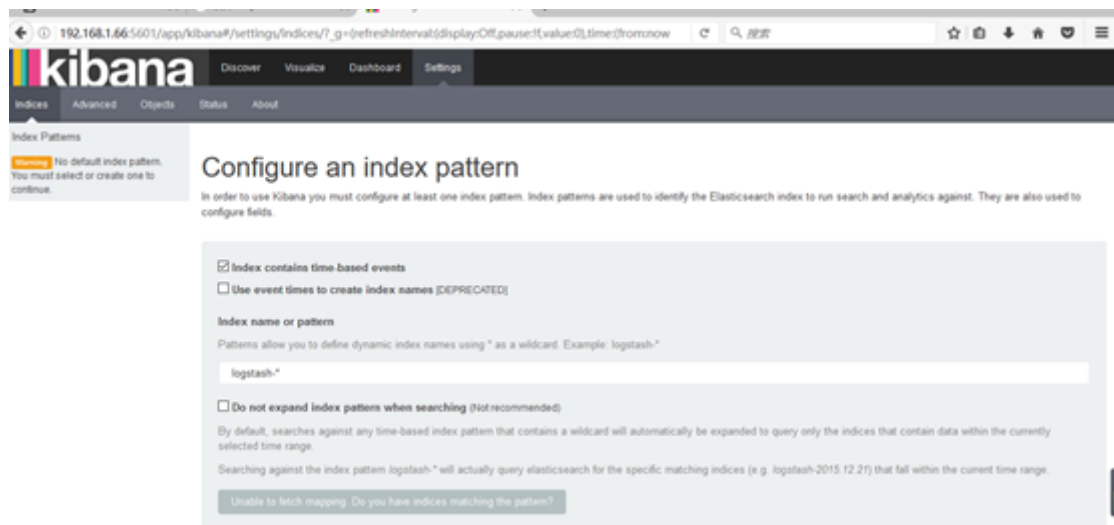 192.168.1.66:5601/app/kibana#/settings/indices/?_g=(refreshInterval:(display:Off,pause:!f,value:0),time:(from:now
搜索
kibana
Discover Visualize Dashboard Settings
Indices Advanced Objects Status About
Index Patterns
Warning No default index pattern.
You must select or create one to
continue.
Configure an index pattern
In order to use Kibana you must configure at least one index pattern. Index patterns are used to identify the Elasticsearch index to run search and analytics against. They are also used to
configure fields.
Index contains time-based events
Use event times to create index names [DEPRECATED]
Index name or pattern
Patterns allow you to define dynamic index names using * as a wildcard. Example: logstash-*
logstash-*
Do not expand index pattern when searching (Not recommended)
By default, searches against any time-based index pattern that contains a wildcard will automatically be expanded to query only the indices that contain data within the currently
selected time range.
Searching against the index pattern logstash-* will actually query elasticsearch for the specific matching indices (e.g. logstash-2015.12.21) that fall within the current time range.
Unable to fetch mapping. Do you have indices matching the pattern?